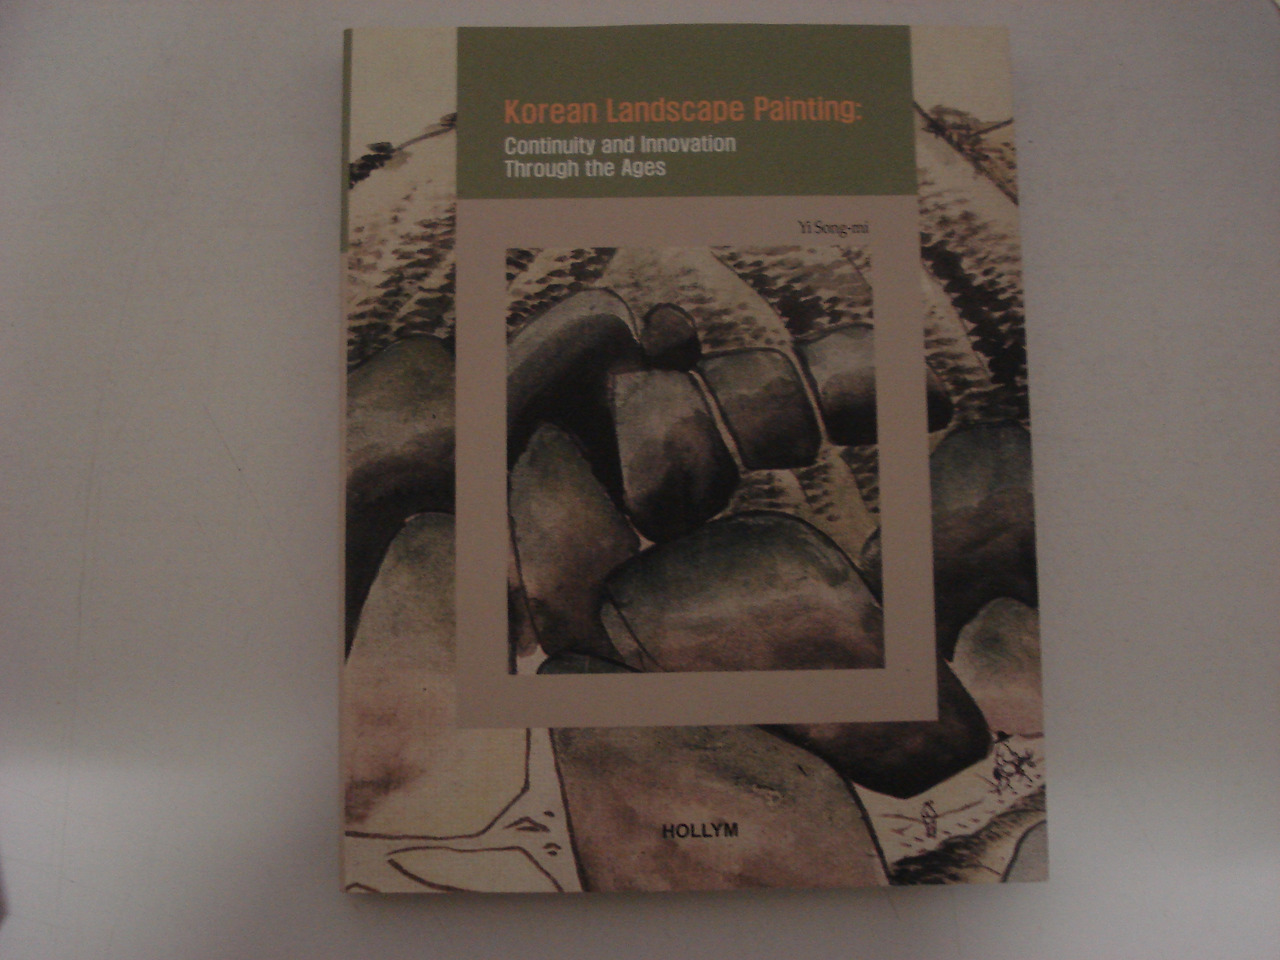 Korean Landscape Painting:
Continuity and Innovation
Through the Ages
Yi Song-mi
HOLLYM